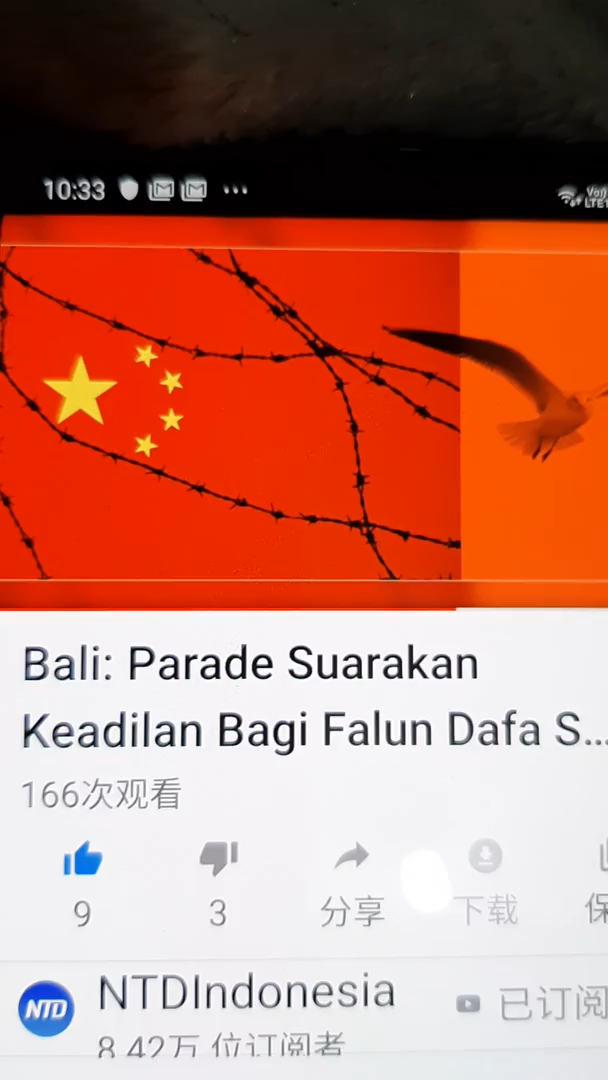 10:33
Bali: Parade Suarakan
Keadilan Bagi Falun Dafa S...
166次观看
9
3
分享
下载
NTD
NTDIndonesia
已订阅
8.42万 位订阅者